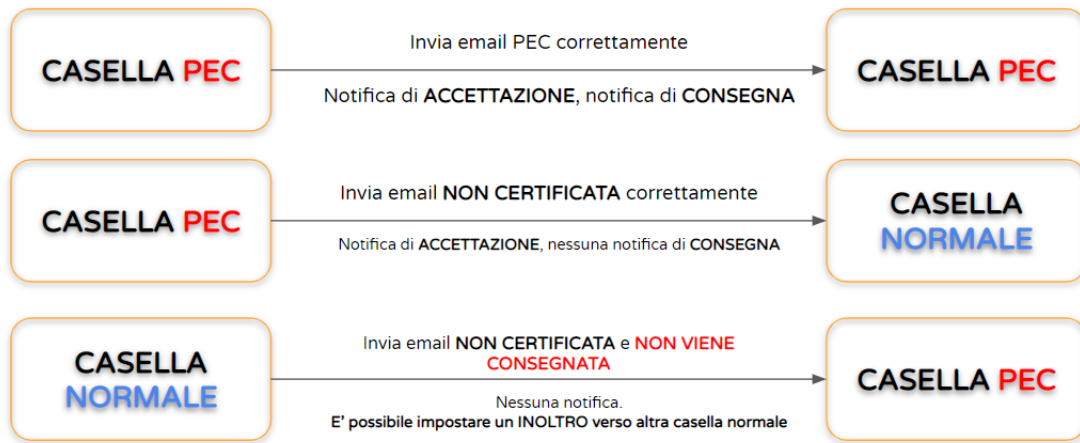 CASELLA PEC
Invia email PEC correttamente
Notifica di ACCETTAZIONE, notifica di CONSEGNA
CASELLA PEC
CASELLA PEC
Invia email NON CERTIFICATA correttamente
Notifica di ACCETTAZIONE, nessuna notifica di CONSEGNA
CASELLA
NORMALE
CASELLA
NORMALE
Invia email NON CERTIFICATA e NON VIENE
CONSEGNATA
Nessuna notifica.
E' possibile impostare un INOLTRO verso altra casella normale
CASELLA PEC